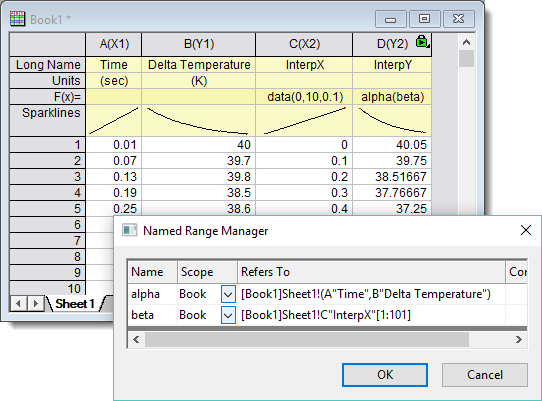 Book1 *
A(X1) B(Y1) C(X2) D(Y2)
Long Name Time Delta Temperature InterpX InterpY
Units (sec) (K)
F(x)= data(0,10,0.1) alpha(beta)
Sparklines
1 0.01 40 0 40.05
2 0.07 39.7 0.1 39.75
3 0.13 39.8 0.2 38.51667
4 0.19 38.5 0.3 37.76667
5 0.25 38.6 0.4 37.25
6
7
8
9
10
Sheet1
Named Range Manager
Name Scope Refers To Cor
alpha Book [Book1]Sheet1!(A"Time",B"Delta Temperature")
beta Book [Book1]Sheet1!C"InterpX"[1:101]
OK Cancel